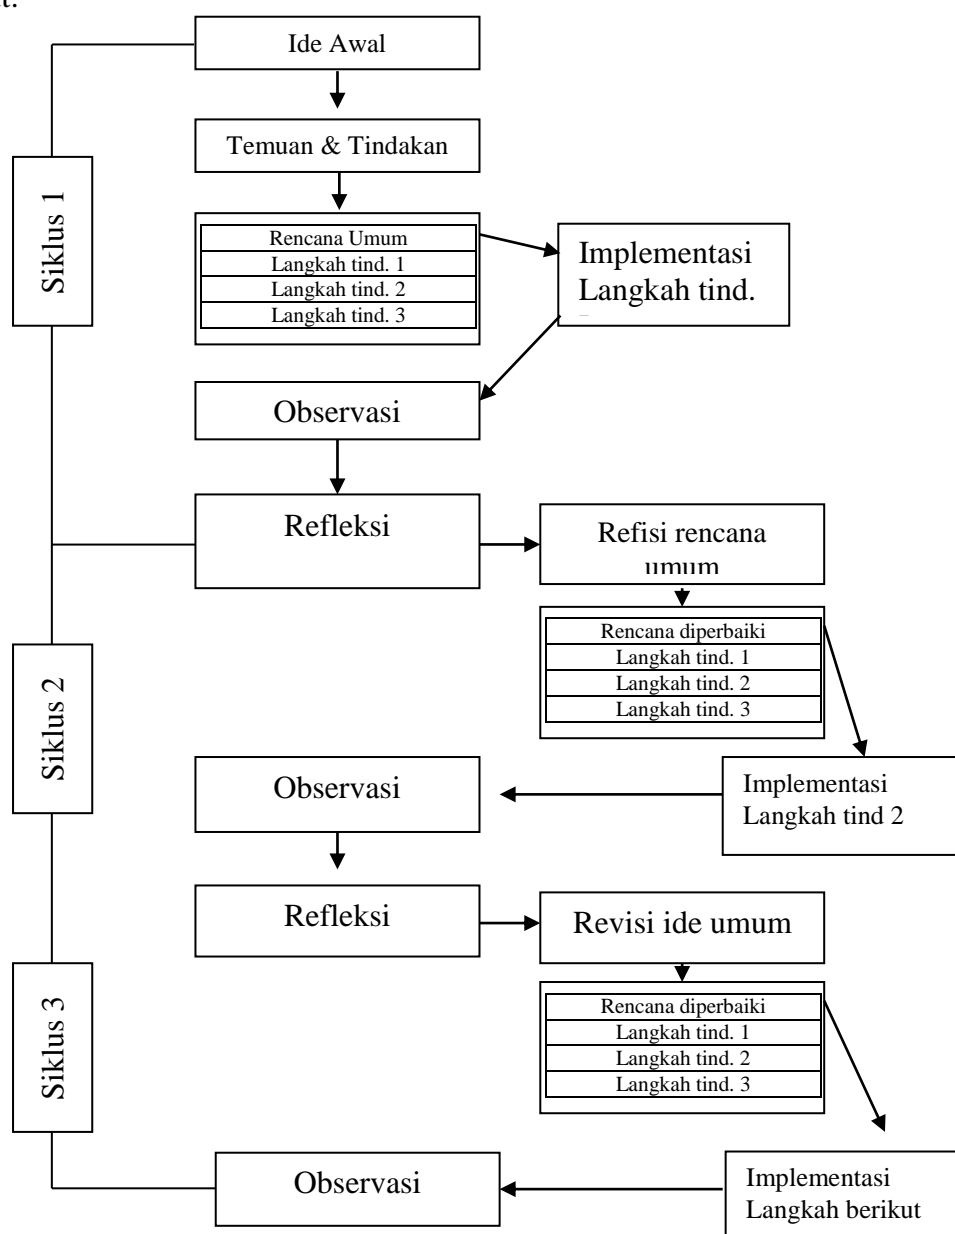 Ide Awal
Temuan & Tindakan
Siklus 1
Rencana Umum
Langkah tind. 1
Langkah tind. 2
Langkah tind. 3
Implementasi
Langkah tind.
Observasi
Refleksi
Refisi rencana
umum
Rencana diperbaiki
Langkah tind. 1
Langkah tind. 2
Langkah tind. 3
Siklus 2
Observasi
Implementasi
Langkah tind 2
Refleksi
Revisi ide umum
Siklus 3
Rencana diperbaiki
Langkah tind. 1
Langkah tind. 2
Langkah tind. 3
Observasi
Implementasi
Langkah berikut